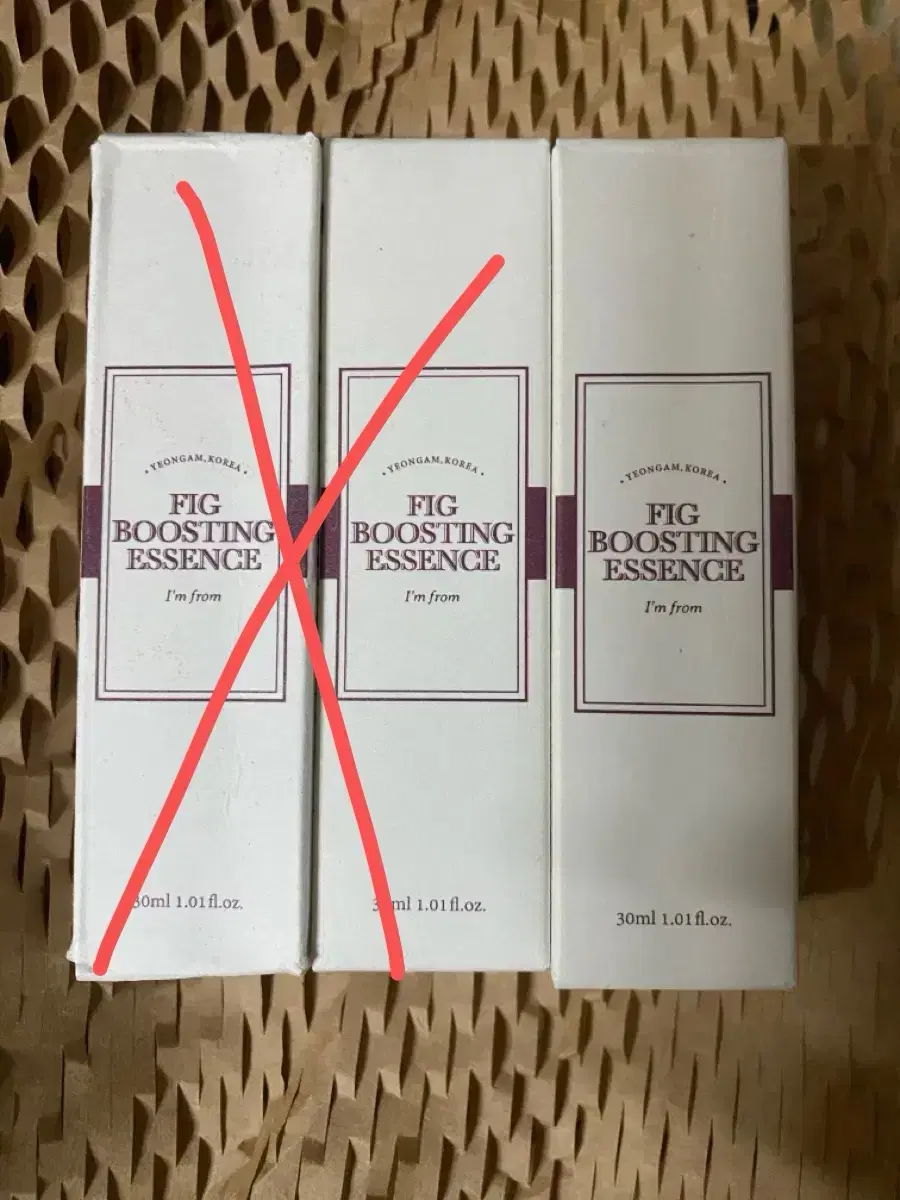 • YEONGAM, KOREA •
FIG
BOOSTING
ESSENCE
I'm from
30ml 1.01fl.oz.
• YEONGAM, KOREA •
FIG
BOOSTING
ESSENCE
I'm from
ml 1.01fl.oz.
• YEONGAM, KOREA •
FIG
BOOSTING
ESSENCE
I'm from
30ml 1.01fl.oz.